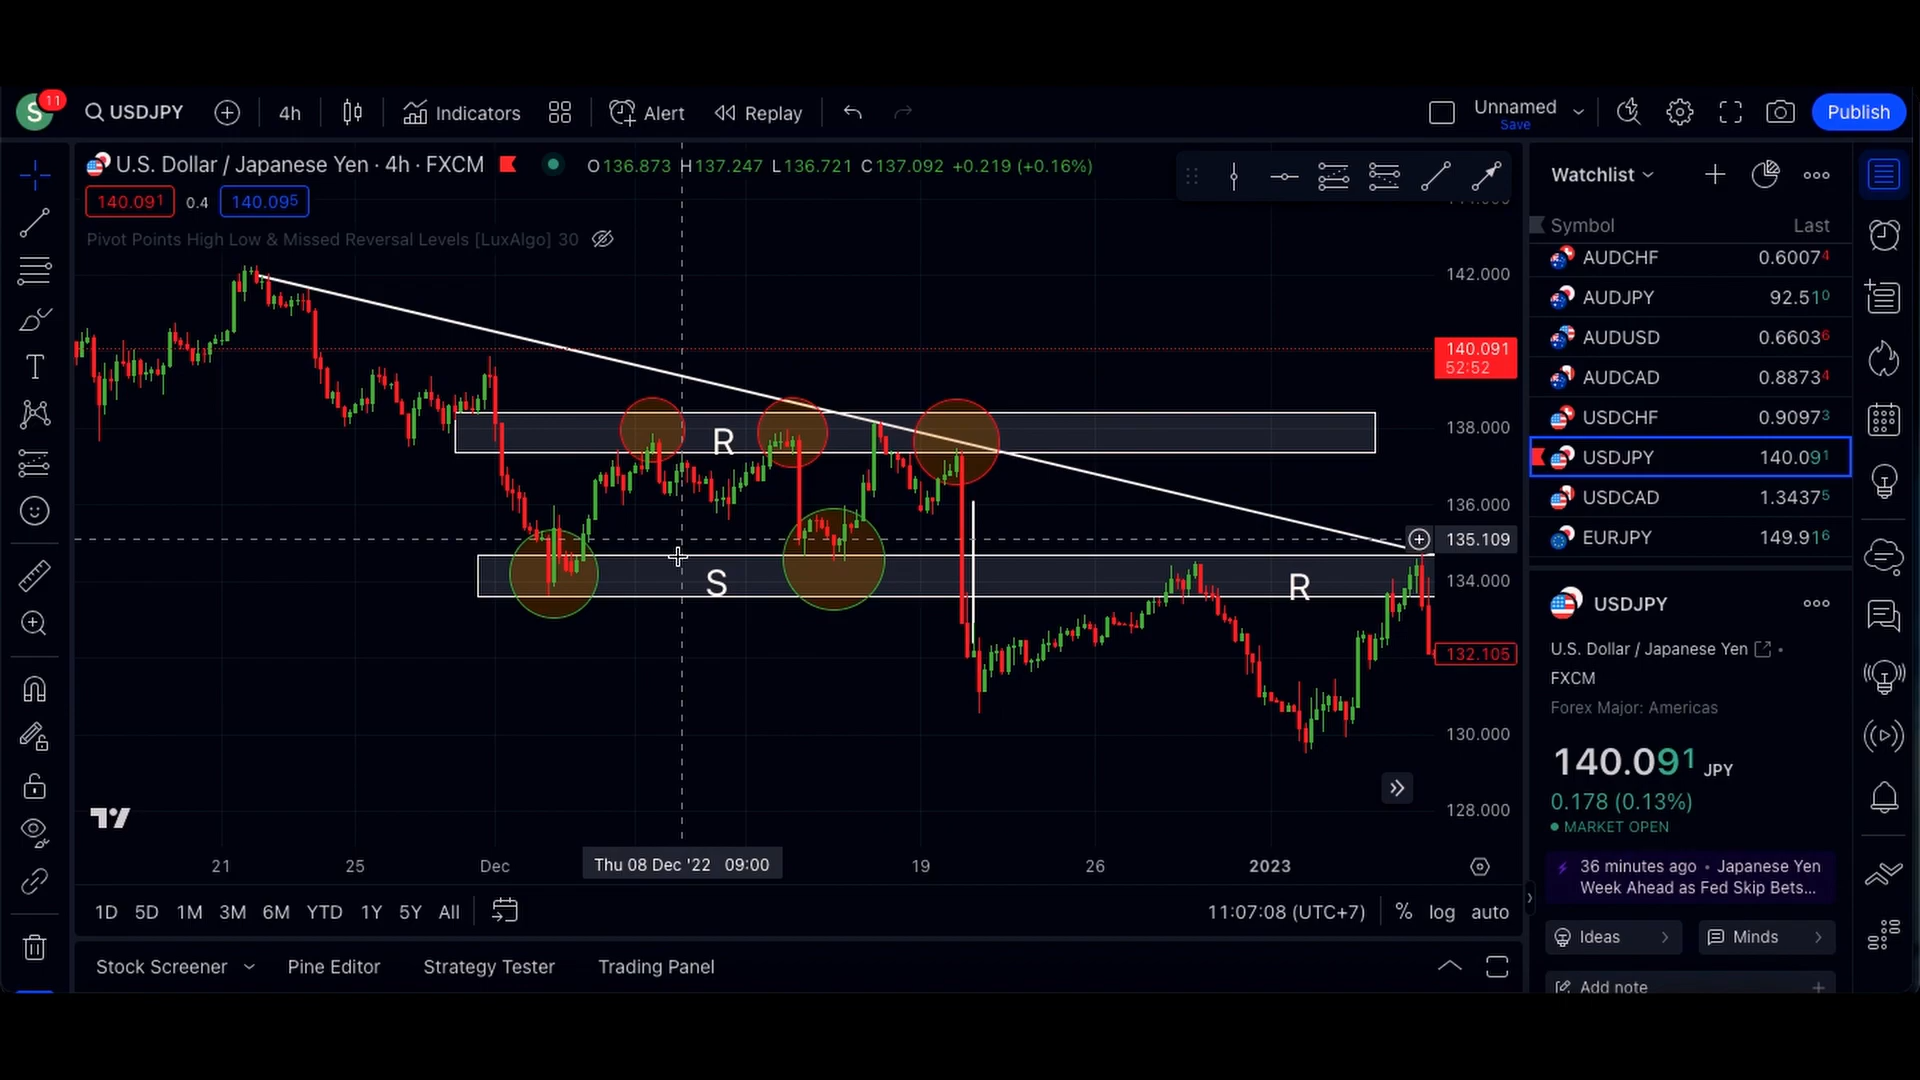 S 11 USDJPY 4h Indicators Alert Replay Unnamed Save Publish
U.S. Dollar / Japanese Yen · 4h · FXCM O136.873 H137.247 L136.721 C137.092 +0.219 (+0.16%)
140.091 0.4 140.095
Pivot Points High Low & Missed Reversal Levels [LuxAlgo] 30
142.000
140.091
52:52
138.000
R
136.000
135.109
S
R
134.000
132.105
130.000
128.000
21 25 Dec Thu 08 Dec '22 09:00 19 26 2023
1D 5D 1M 3M 6M YTD 1Y 5Y All 11:07:08 (UTC+7) % log auto
Stock Screener Pine Editor Strategy Tester Trading Panel
Watchlist
Symbol Last
AUDCHF 0.60074
AUDJPY 92.510
AUDUSD 0.66036
AUDCAD 0.88734
USDCHF 0.90973
USDJPY 140.091
USDCAD 1.34375
EURJPY 149.916
USDJPY
U.S. Dollar / Japanese Yen
FXCM
Forex Major: Americas
140.091 JPY
0.178 (0.13%)
MARKET OPEN
36 minutes ago • Japanese Yen
Week Ahead as Fed Skip Bets...
Ideas Minds
Add note